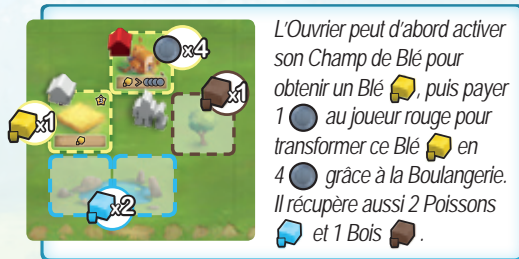 x4
x1
x1
x2
L'Ouvrier peut d'abord activer
son Champ de Blé pour
obtenir un Blé , puis payer
1 au joueur rouge pour
transformer ce Blé en
4 grâce à la Boulangerie.
Il récupère aussi 2 Poissons
et 1 Bois .